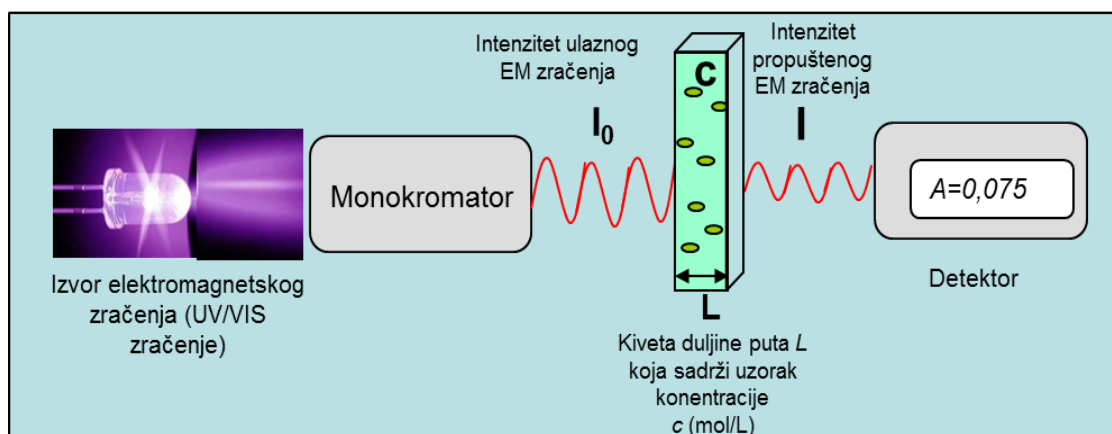 Intenzitet ulaznog
EM zračenja
I₀
C
Intenzitet
propuštenog
EM zračenja
I
Monokromator
A=0,075
Izvor elektromagnetskog
zračenja (UV/VIS
zračenje)
Detektor
L
Kiveta duljine puta L
koja sadrži uzorak
konentracije
c (mol/L)